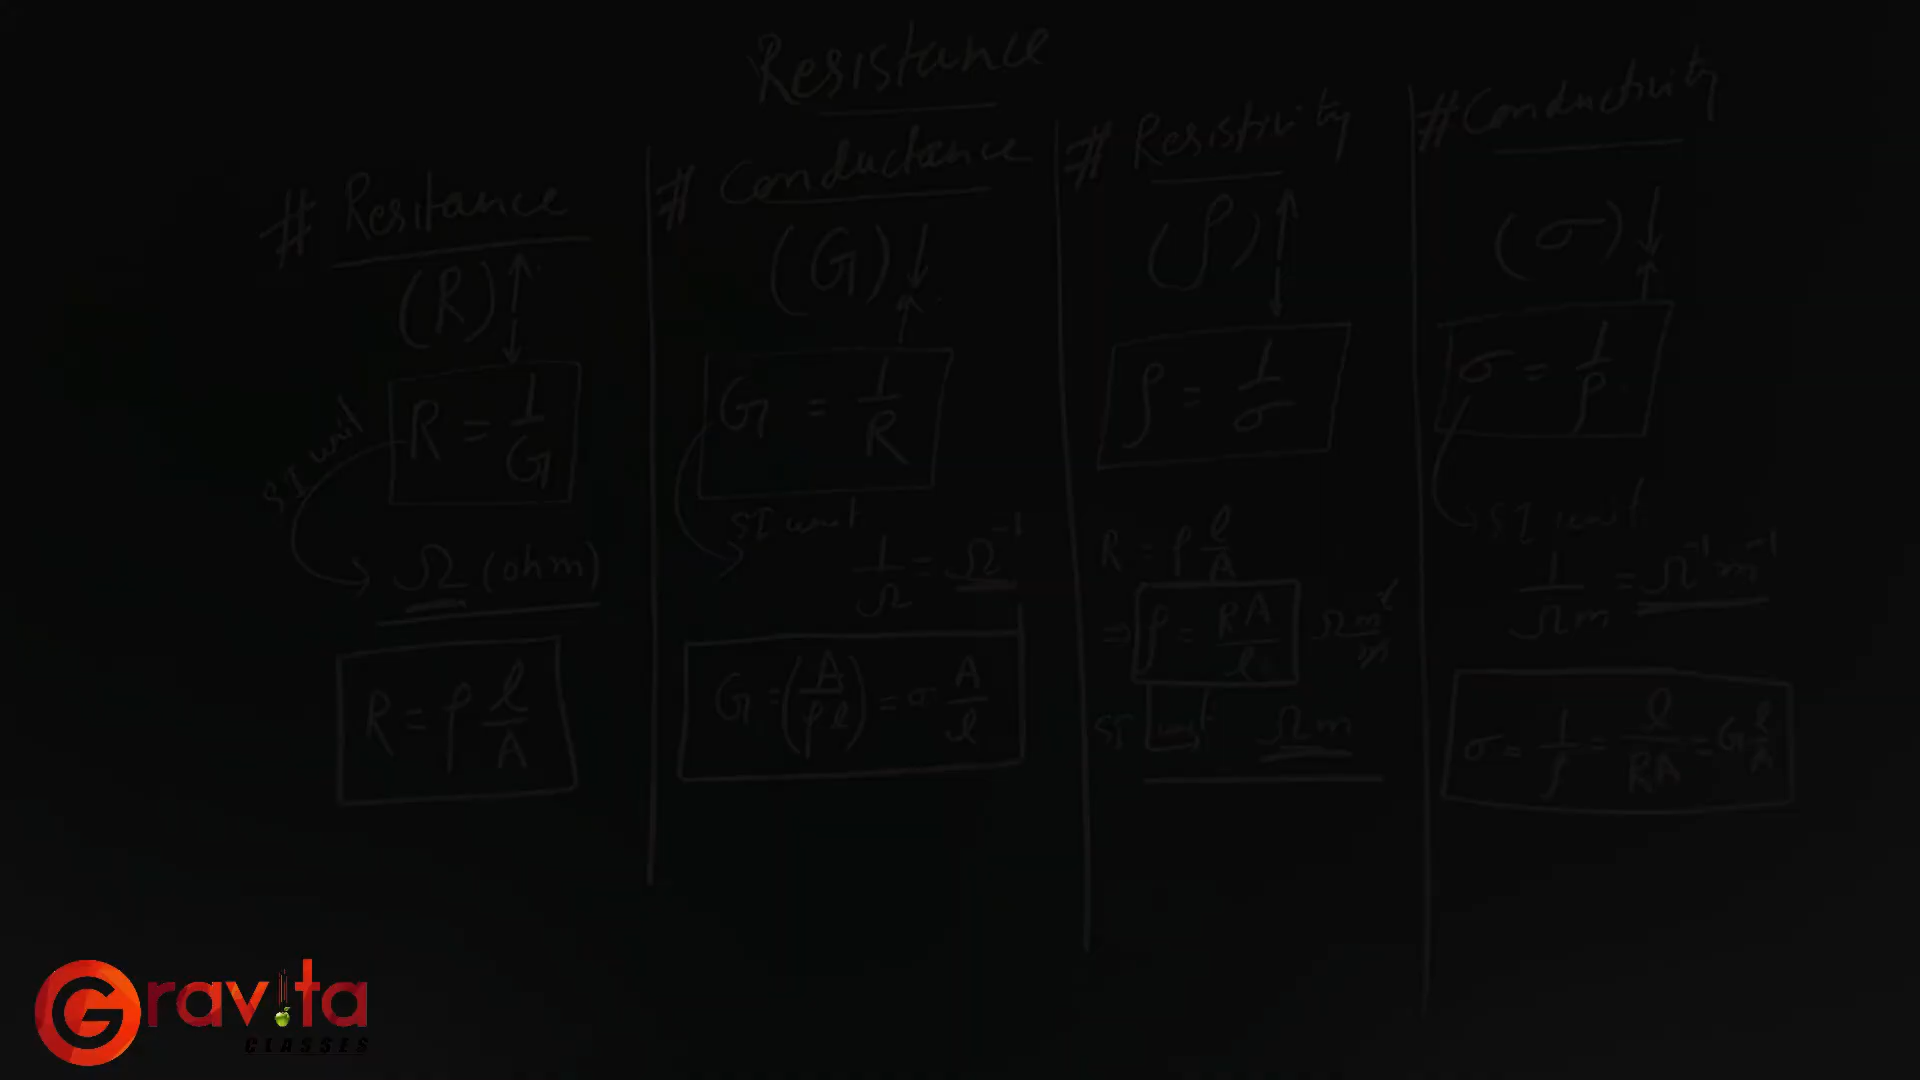 Resistance
# Resitance
(R)
R = 1/G
SI unit
Ω (ohm)
R = ρ l/A
# Conductance
(G)
G = 1/R
SI unit
1/Ω = Ω⁻¹
G = (A/ρl) = σ A/l
# Resistivity
(ρ)
ρ = 1/σ
R = ρ l/A
⇒ ρ = RA/l Ω m²/m
SI unit Ωm
# Conductivity
(σ)
σ = 1/ρ
SI unit
1/Ωm = Ω⁻¹m⁻¹
σ = 1/ρ = l/RA = G l/A
Gravita
CLASSES